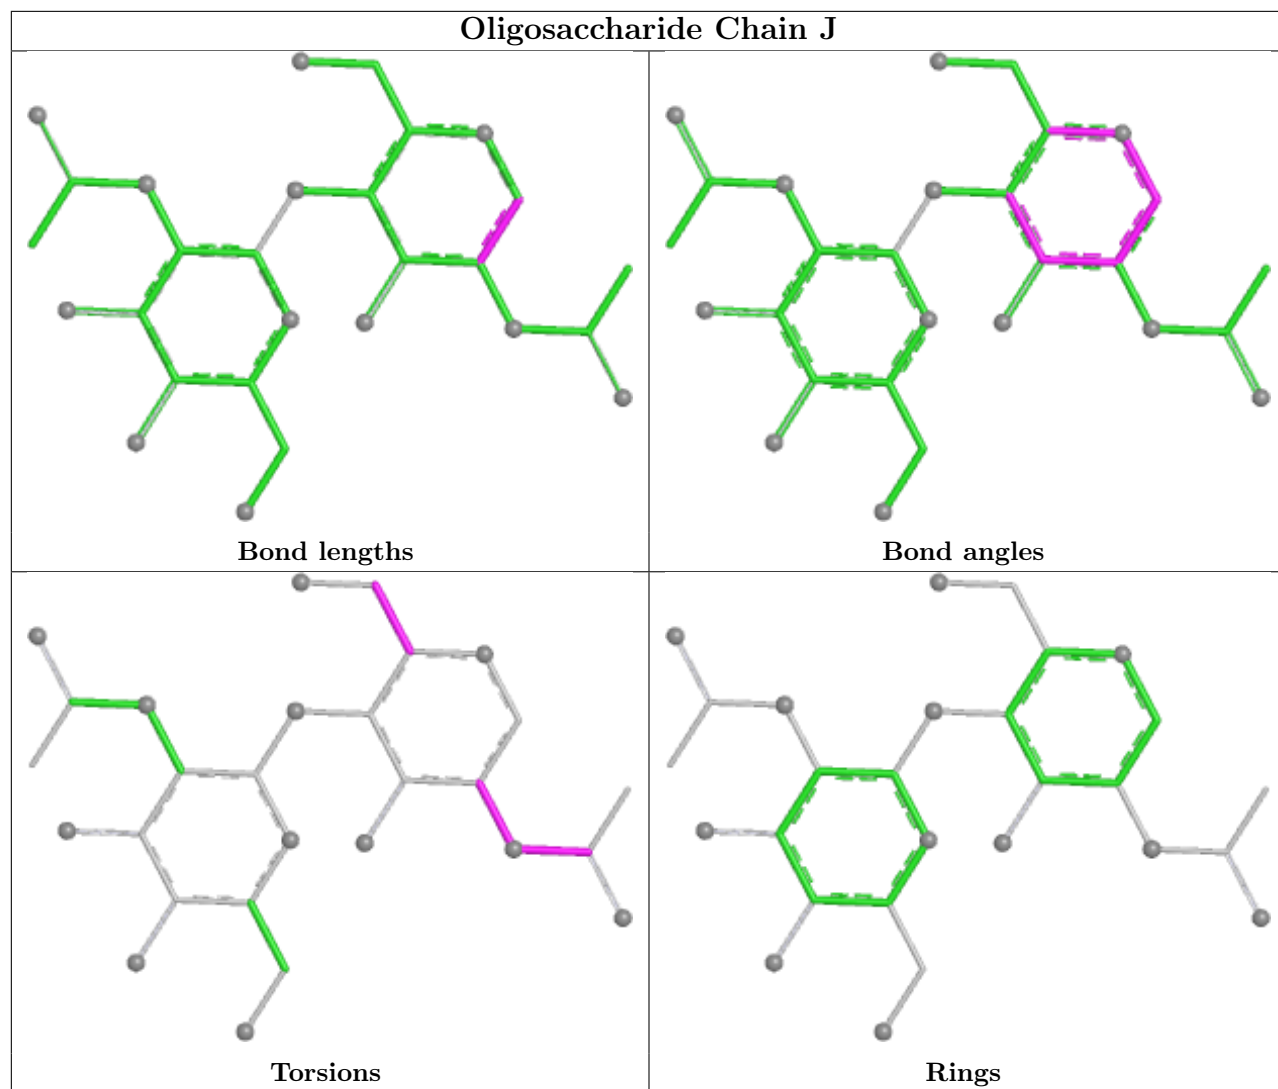 Oligosaccharide Chain J
Bond lengths
Bond angles
Torsions
Rings